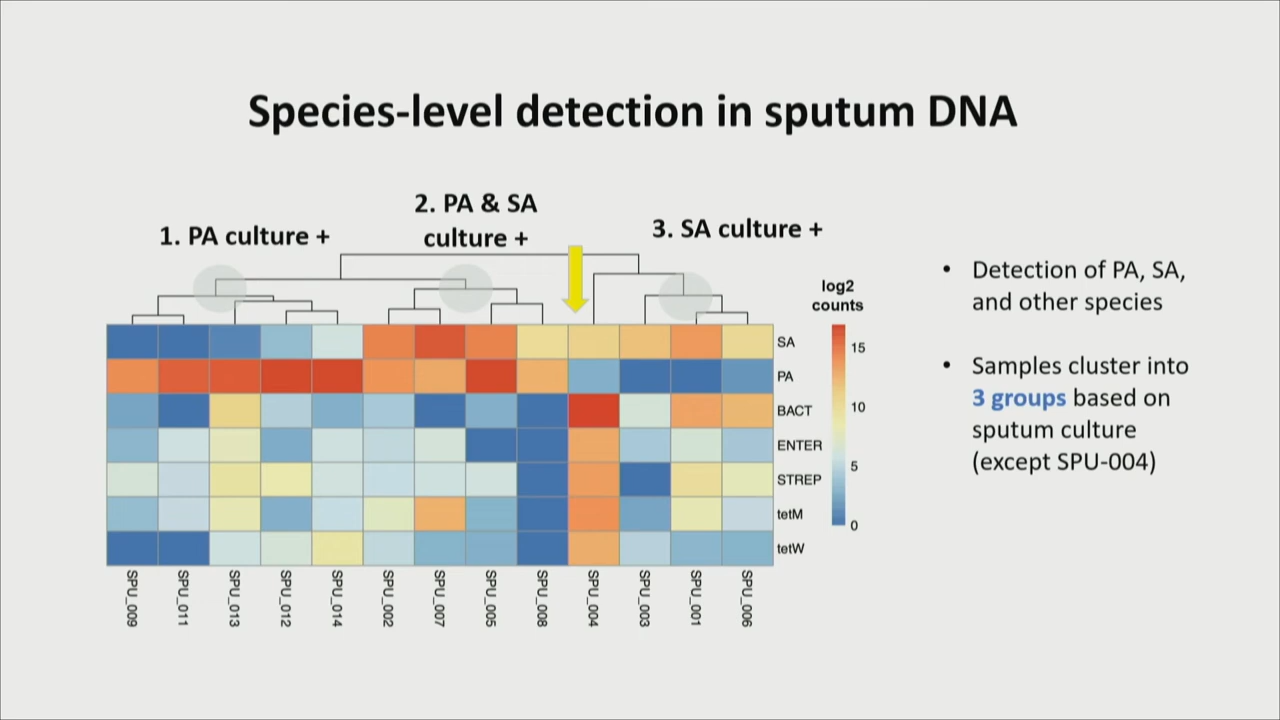 Species-level detection in sputum DNA
1. PA culture +
2. PA & SA
culture +
3. SA culture +
log2
counts
15
10
5
0
SA
PA
BACT
ENTER
STREP
tetM
tetW
SPU_009
SPU_011
SPU_013
SPU_012
SPU_014
SPU_002
SPU_007
SPU_005
SPU_008
SPU_004
SPU_003
SPU_001
SPU_006
• Detection of PA, SA,
and other species
• Samples cluster into
3 groups based on
sputum culture
(except SPU-004)